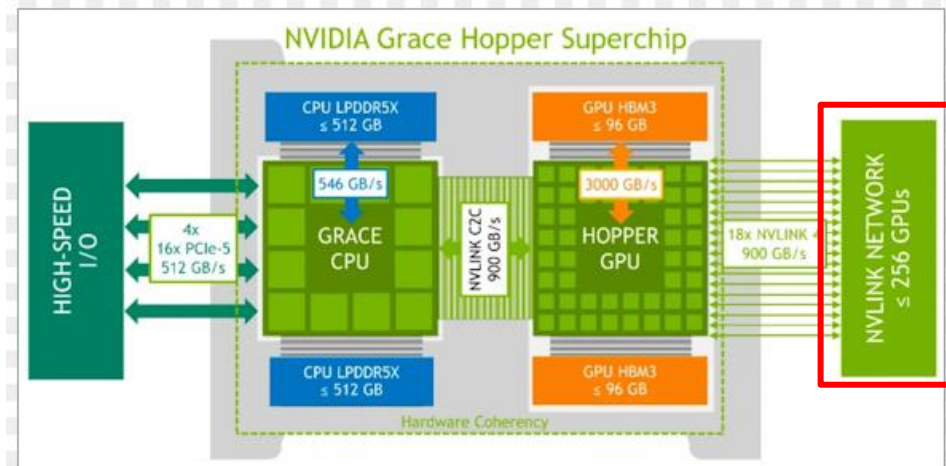 NVIDIA Grace Hopper Superchip
HIGH-SPEED
I/O
4x
16x PCIe-5
512 GB/s
CPU LPDDR5X
≤ 512 GB
546 GB/s
GRACE
CPU
CPU LPDDR5X
≤ 512 GB
NVLINK C2C
900 GB/s
GPU HBM3
≤ 96 GB
3000 GB/s
HOPPER
GPU
GPU HBM3
≤ 96 GB
18x NVLINK 4
900 GB/s
NVLINK NETWORK
≤ 256 GPUs
Hardware Coherency